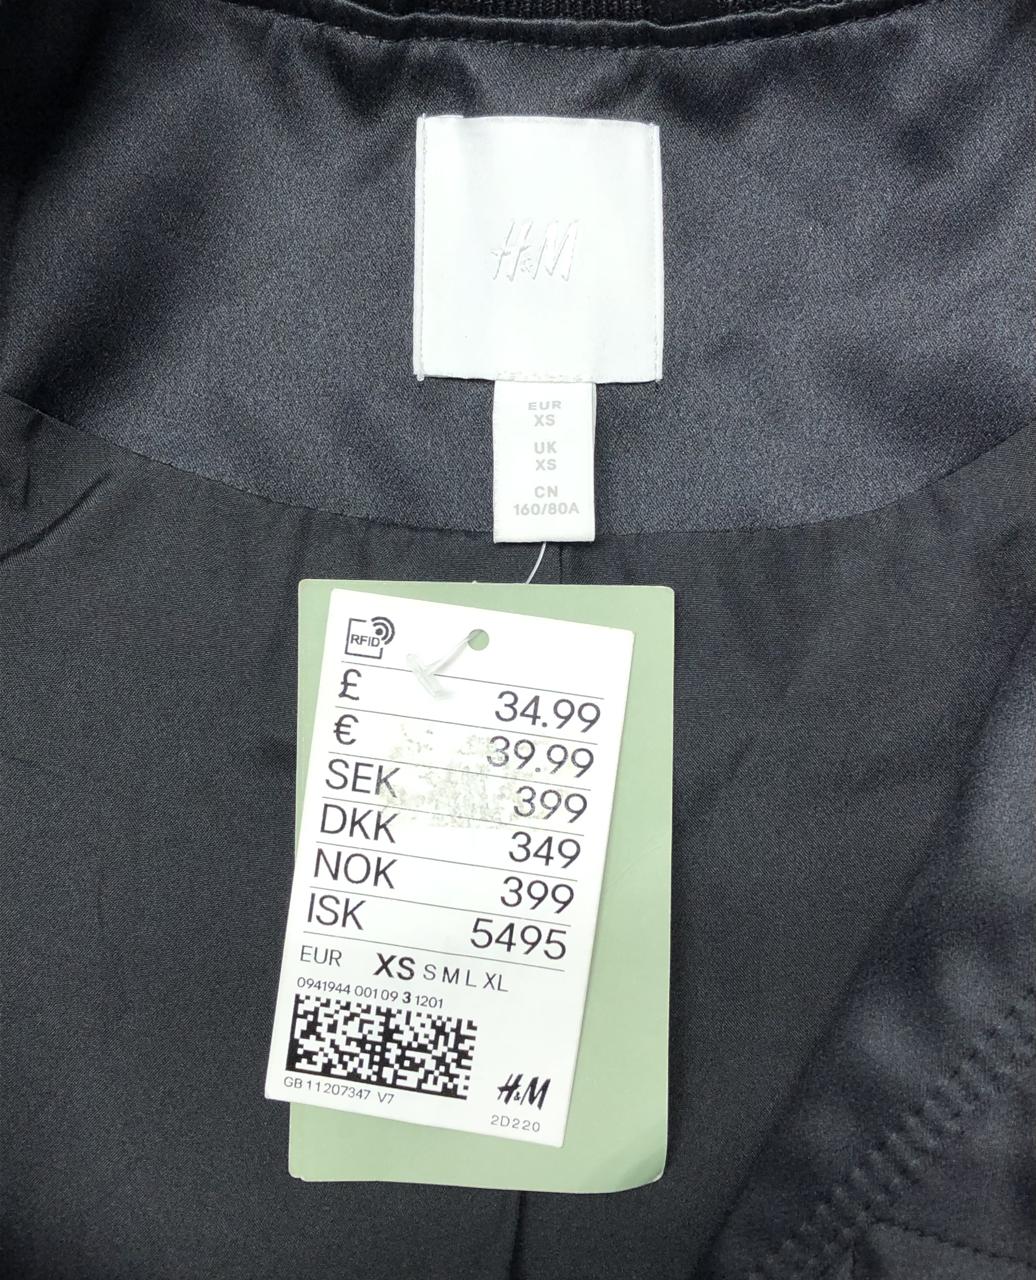 H&M
EUR
XS
UK
XS
CN
160/80A
RFID
£ 34.99
€ 39.99
SEK 399
DKK 349
NOK 399
ISK 5495
EUR XS S M L XL
0941944 001 09 3 1201
GB 11207347 V7
H&M
2D220